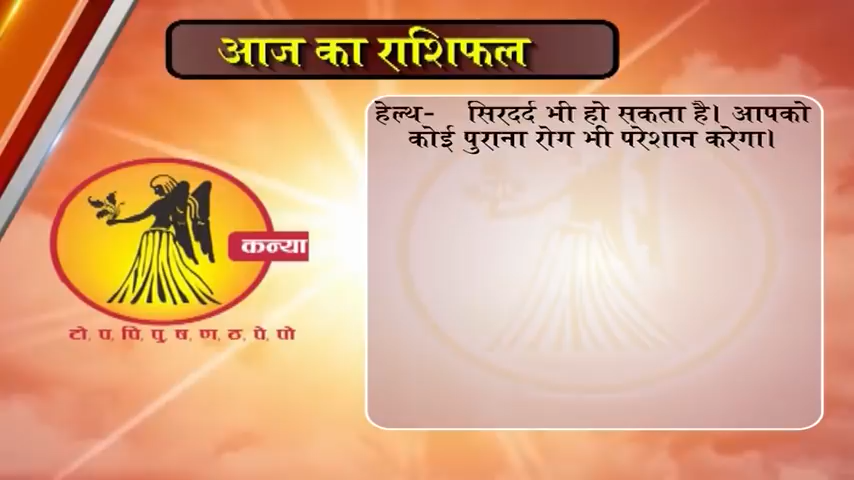 आज का राशिफल
हेल्थ- सिरदर्द भी हो सकता है। आपको
कोई पुराना रोग भी परेशान करेगा।
कन्या
टो, प, पि, पु, ष, ण, ठ, पे, पो